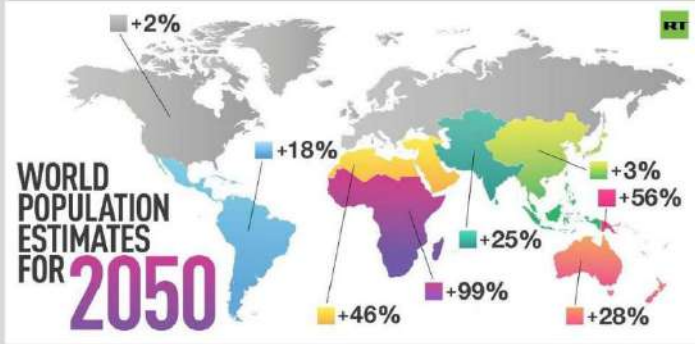 +2%
RT
+18%
+3%
+56%
WORLD
POPULATION
ESTIMATES
FOR 2050
+25%
+99%
+46%
+28%